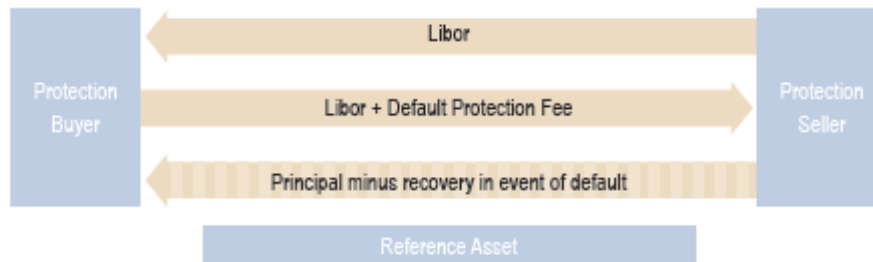 Libor
Protection
Buyer
Libor + Default Protection Fee
Protection
Seller
Principal minus recovery in event of default
Reference Asset